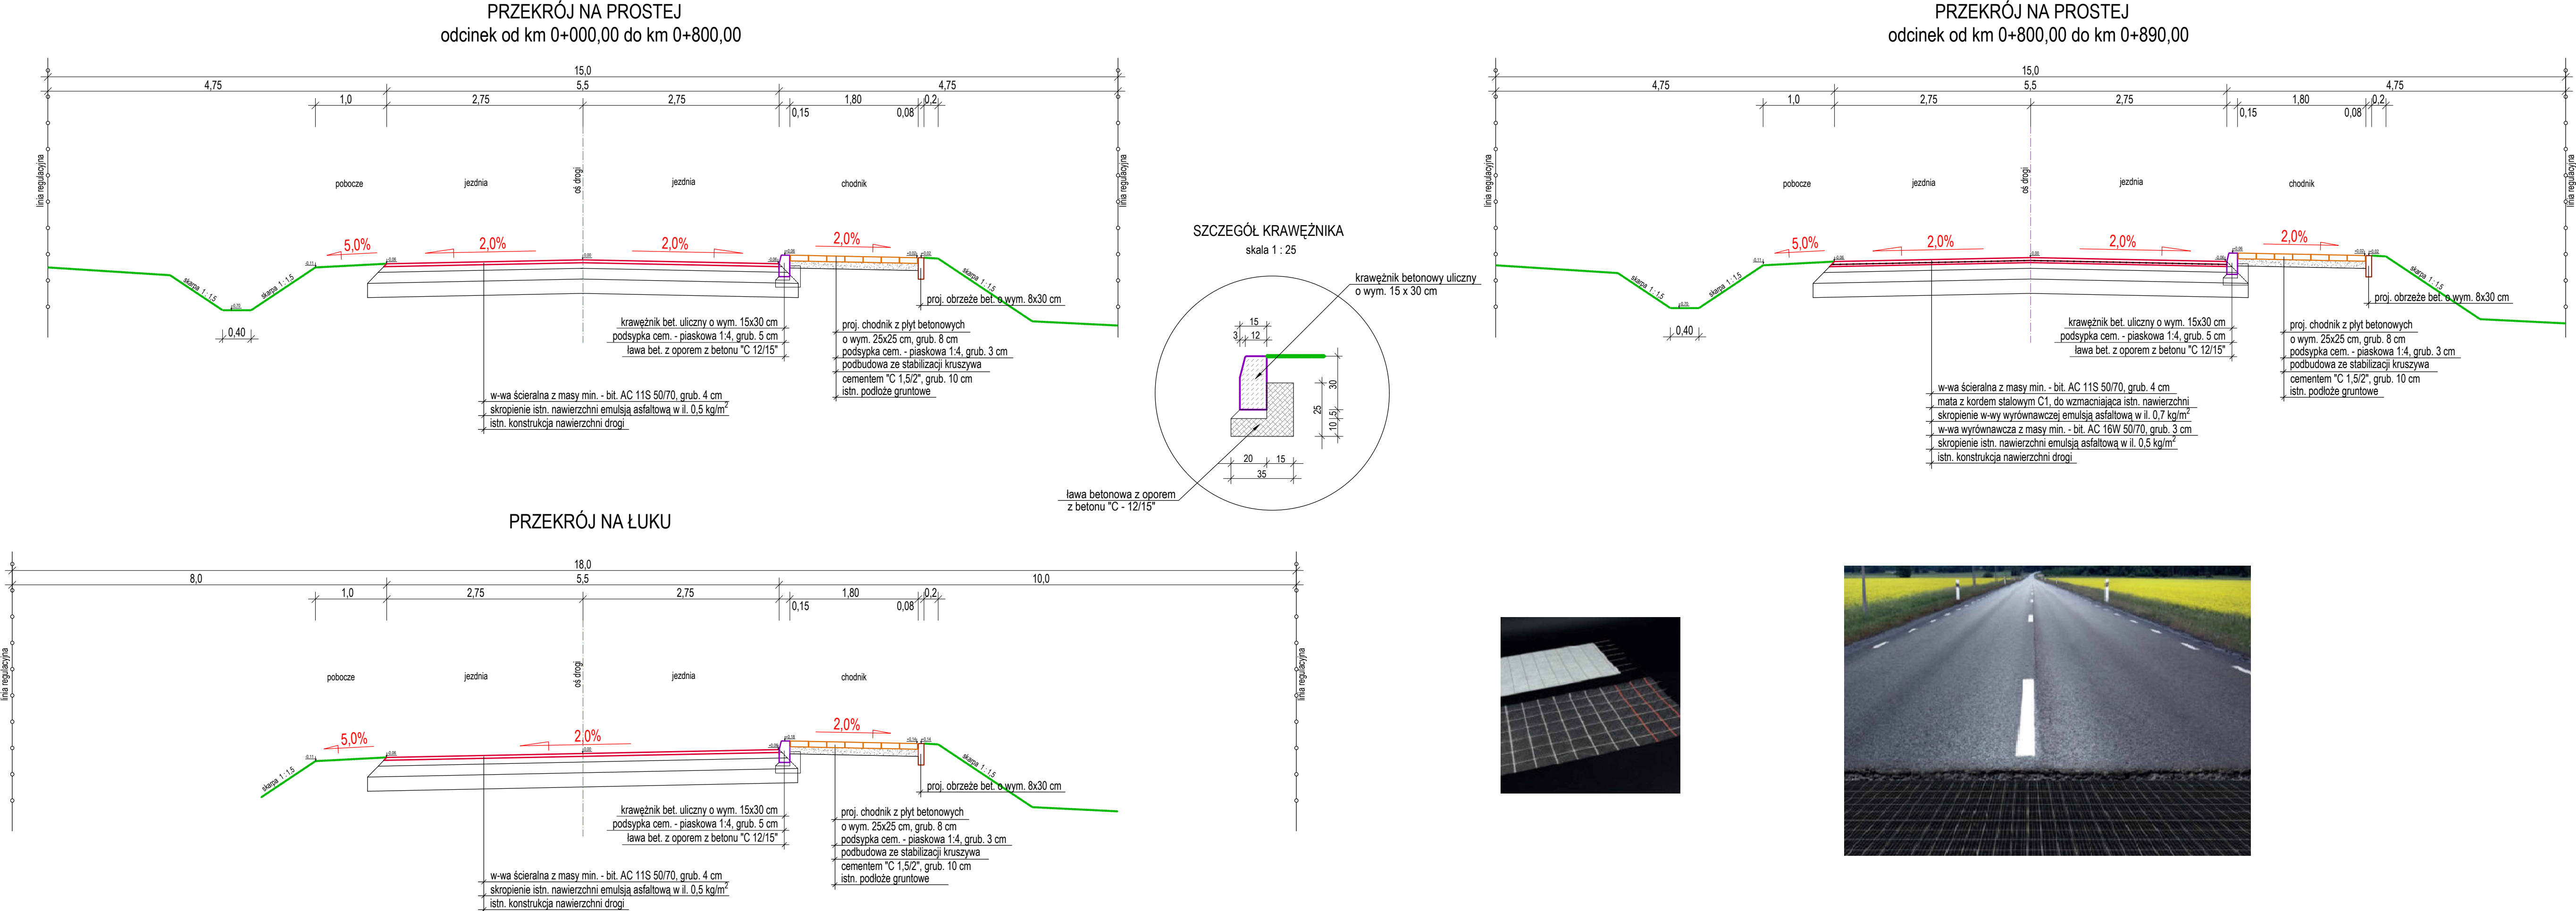 PRZEKRÓJ NA PROSTEJ
odcinek od km 0+000,00 do km 0+800,00
15,0
4,75
5,5
4,75
1,0
2,75
2,75
1,80
0,2
0,15
0,08
linia regulacyjna
oś drogi
linia regulacyjna
pobocze
jezdnia
jezdnia
chodnik
5,0%
2,0%
2,0%
2,0%
skarpa 1 : 1,5
skarpa 1 : 1,5
skarpa 1 : 1,5
0,40
proj. obrzeże bet. o wym. 8x30 cm
krawężnik bet. uliczny o wym. 15x30 cm
podsypka cem. - piaskowa 1:4, grub. 5 cm
ława bet. z oporem z betonu "C 12/15"
proj. chodnik z płyt betonowych
o wym. 25x25 cm, grub. 8 cm
podsypka cem. - piaskowa 1:4, grub. 3 cm
podbudowa ze stabilizacji kruszywa
cementem "C 1,5/2", grub. 10 cm
istn. podłoże gruntowe
w-wa ścieralna z masy min. - bit. AC 11S 50/70, grub. 4 cm
skropienie istn. nawierzchni emulsją asfaltową w il. 0,5 kg/m²
istn. konstrukcja nawierzchni drogi
SZCZEGÓŁ KRAWĘŻNIKA
skala 1 : 25
krawężnik betonowy uliczny
o wym. 15 x 30 cm
15
3
12
30
25
5
10
20
15
35
ława betonowa z oporem
z betonu "C - 12/15"
PRZEKRÓJ NA PROSTEJ
odcinek od km 0+800,00 do km 0+890,00
15,0
4,75
5,5
4,75
1,0
2,75
2,75
1,80
0,2
0,15
0,08
linia regulacyjna
oś drogi
linia regulacyjna
pobocze
jezdnia
jezdnia
chodnik
5,0%
2,0%
2,0%
2,0%
skarpa 1 : 1,5
skarpa 1 : 1,5
skarpa 1 : 1,5
0,40
proj. obrzeże bet. o wym. 8x30 cm
krawężnik bet. uliczny o wym. 15x30 cm
podsypka cem. - piaskowa 1:4, grub. 5 cm
ława bet. z oporem z betonu "C 12/15"
proj. chodnik z płyt betonowych
o wym. 25x25 cm, grub. 8 cm
podsypka cem. - piaskowa 1:4, grub. 3 cm
podbudowa ze stabilizacji kruszywa
cementem "C 1,5/2", grub. 10 cm
istn. podłoże gruntowe
w-wa ścieralna z masy min. - bit. AC 11S 50/70, grub. 4 cm
mata z kordem stalowym C1, do wzmacniająca istn. nawierzchni
skropienie w-wy wyrównawczej emulsją asfaltową w il. 0,7 kg/m²
w-wa wyrównawcza z masy min. - bit. AC 16W 50/70, grub. 3 cm
skropienie istn. nawierzchni emulsją asfaltową w il. 0,5 kg/m²
istn. konstrukcja nawierzchni drogi
PRZEKRÓJ NA ŁUKU
18,0
8,0
5,5
10,0
1,0
2,75
2,75
1,80
0,2
0,15
0,08
linia regulacyjna
oś drogi
linia regulacyjna
pobocze
jezdnia
jezdnia
chodnik
5,0%
2,0%
2,0%
skarpa 1 : 1,5
skarpa 1 : 1,5
proj. obrzeże bet. o wym. 8x30 cm
krawężnik bet. uliczny o wym. 15x30 cm
podsypka cem. - piaskowa 1:4, grub. 5 cm
ława bet. z oporem z betonu "C 12/15"
proj. chodnik z płyt betonowych
o wym. 25x25 cm, grub. 8 cm
podsypka cem. - piaskowa 1:4, grub. 3 cm
podbudowa ze stabilizacji kruszywa
cementem "C 1,5/2", grub. 10 cm
istn. podłoże gruntowe
w-wa ścieralna z masy min. - bit. AC 11S 50/70, grub. 4 cm
skropienie istn. nawierzchni emulsją asfaltową w il. 0,5 kg/m²
istn. konstrukcja nawierzchni drogi